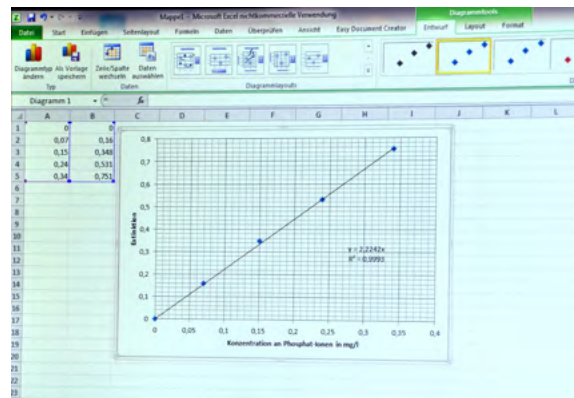 Mappe1 - Microsoft Excel nichtkommerzielle Verwendung
Diagrammtools
Datei Start Einfügen Seitenlayout Formeln Daten Überprüfen Ansicht Easy Document Creator Entwurf Layout Format
Diagrammtyp ändern
Als Vorlage speichern
Zeile/Spalte wechseln
Daten auswählen
Typ Daten Diagrammlayouts
Diagramm 1 fx
A B C D E F G H I J K L
1 0 0
2 0,07 0,16
3 0,15 0,348
4 0,24 0,531
5 0,34 0,751
6
7
8
9
10
11
12
13
14
15
16
17
18
19
20
21
22
23
0,8
0,7
0,6
0,5
0,4
0,3
0,2
0,1
0
Extinktion
y = 2,2242x
R² = 0,9993
0 0,05 0,1 0,15 0,2 0,25 0,3 0,35 0,4
Konzentration an Phosphat-Ionen in mg/l